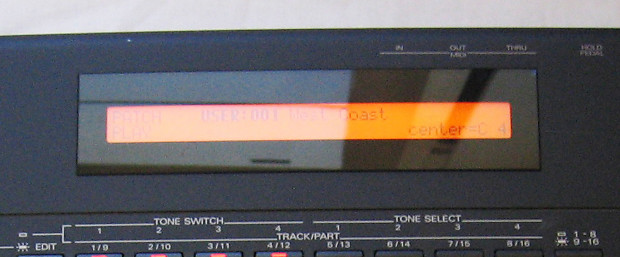 IN OUT THRU HOLD
MIDI PEDAL
PATCH USER:001 West Coast
PLAY center=C 4
TONE SWITCH TONE SELECT
1 2 3 4 1 2 3 4 1 - 8
TRACK/PART
EDIT 1/9 2/10 3/11 4/12 5/13 6/14 7/15 8/16 9 -16